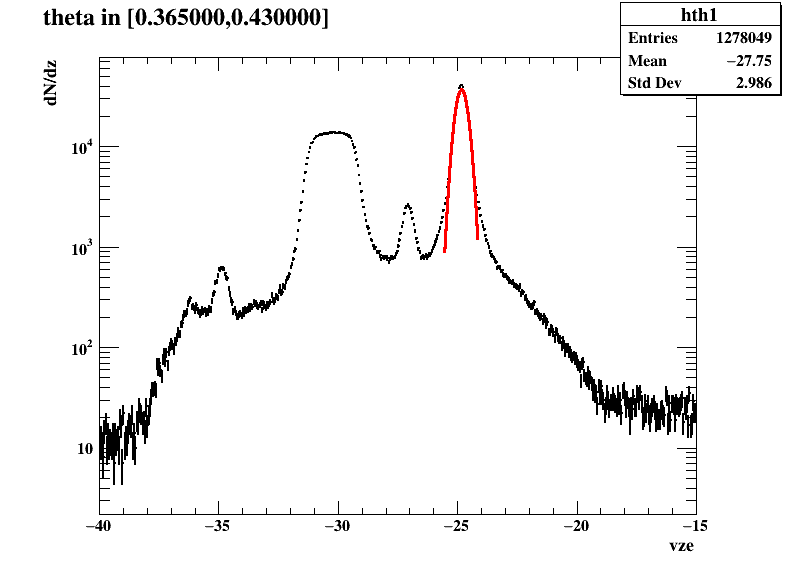 theta in [0.365000,0.430000]
hth1
Entries 1278049
Mean −27.75
Std Dev 2.986
dN/dz
10⁴
10³
10²
10
−40 −35 −30 −25 −20 −15
vze